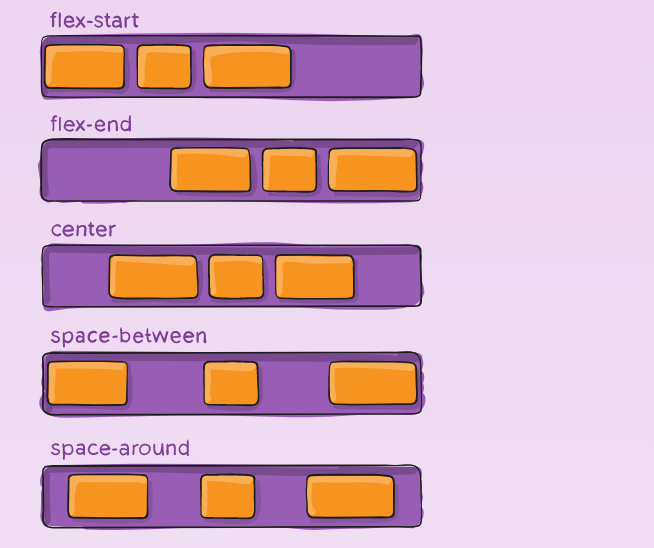 flex-start
flex-end
center
space-between
space-around